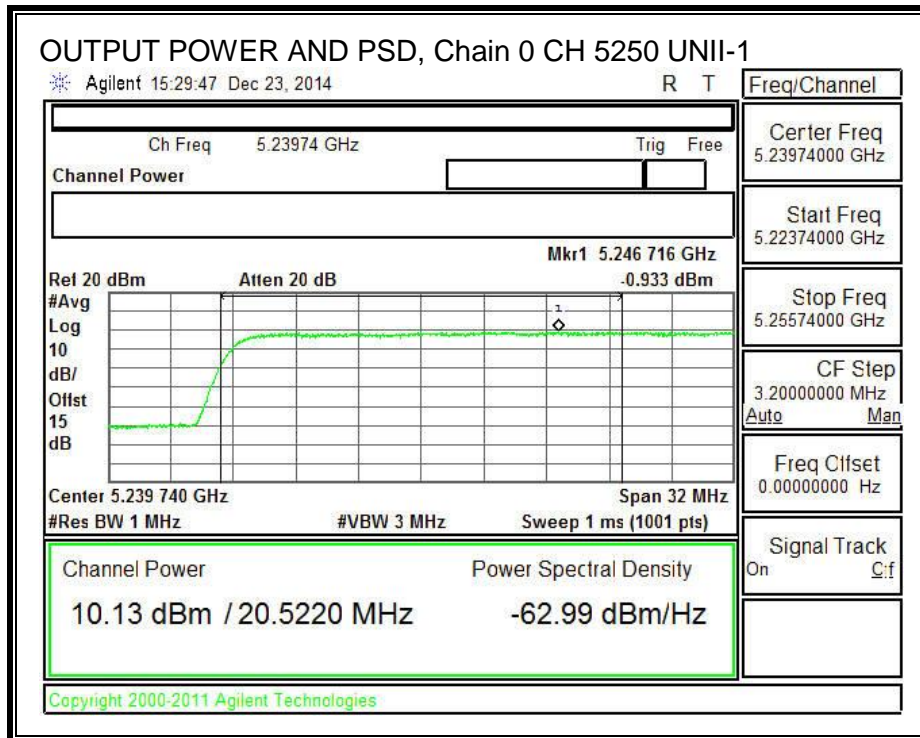 OUTPUT POWER AND PSD, Chain 0 CH 5250 UNII-1
Agilent 15:29:47 Dec 23, 2014 R T
Freq/Channel
Ch Freq 5.23974 GHz Trig Free
Channel Power
Center Freq
5.23974000 GHz
Start Freq
5.22374000 GHz
Mkr1 5.246 716 GHz
Ref 20 dBm Atten 20 dB -0.933 dBm
#Avg
Log
10
dB/
Offst
15
dB
1
Stop Freq
5.25574000 GHz
CF Step
3.20000000 MHz
Auto Man
Freq Offset
0.00000000 Hz
Center 5.239 740 GHz Span 32 MHz
#Res BW 1 MHz #VBW 3 MHz Sweep 1 ms (1001 pts)
Signal Track
On Off
Channel Power Power Spectral Density
10.13 dBm / 20.5220 MHz -62.99 dBm/Hz
Copyright 2000-2011 Agilent Technologies